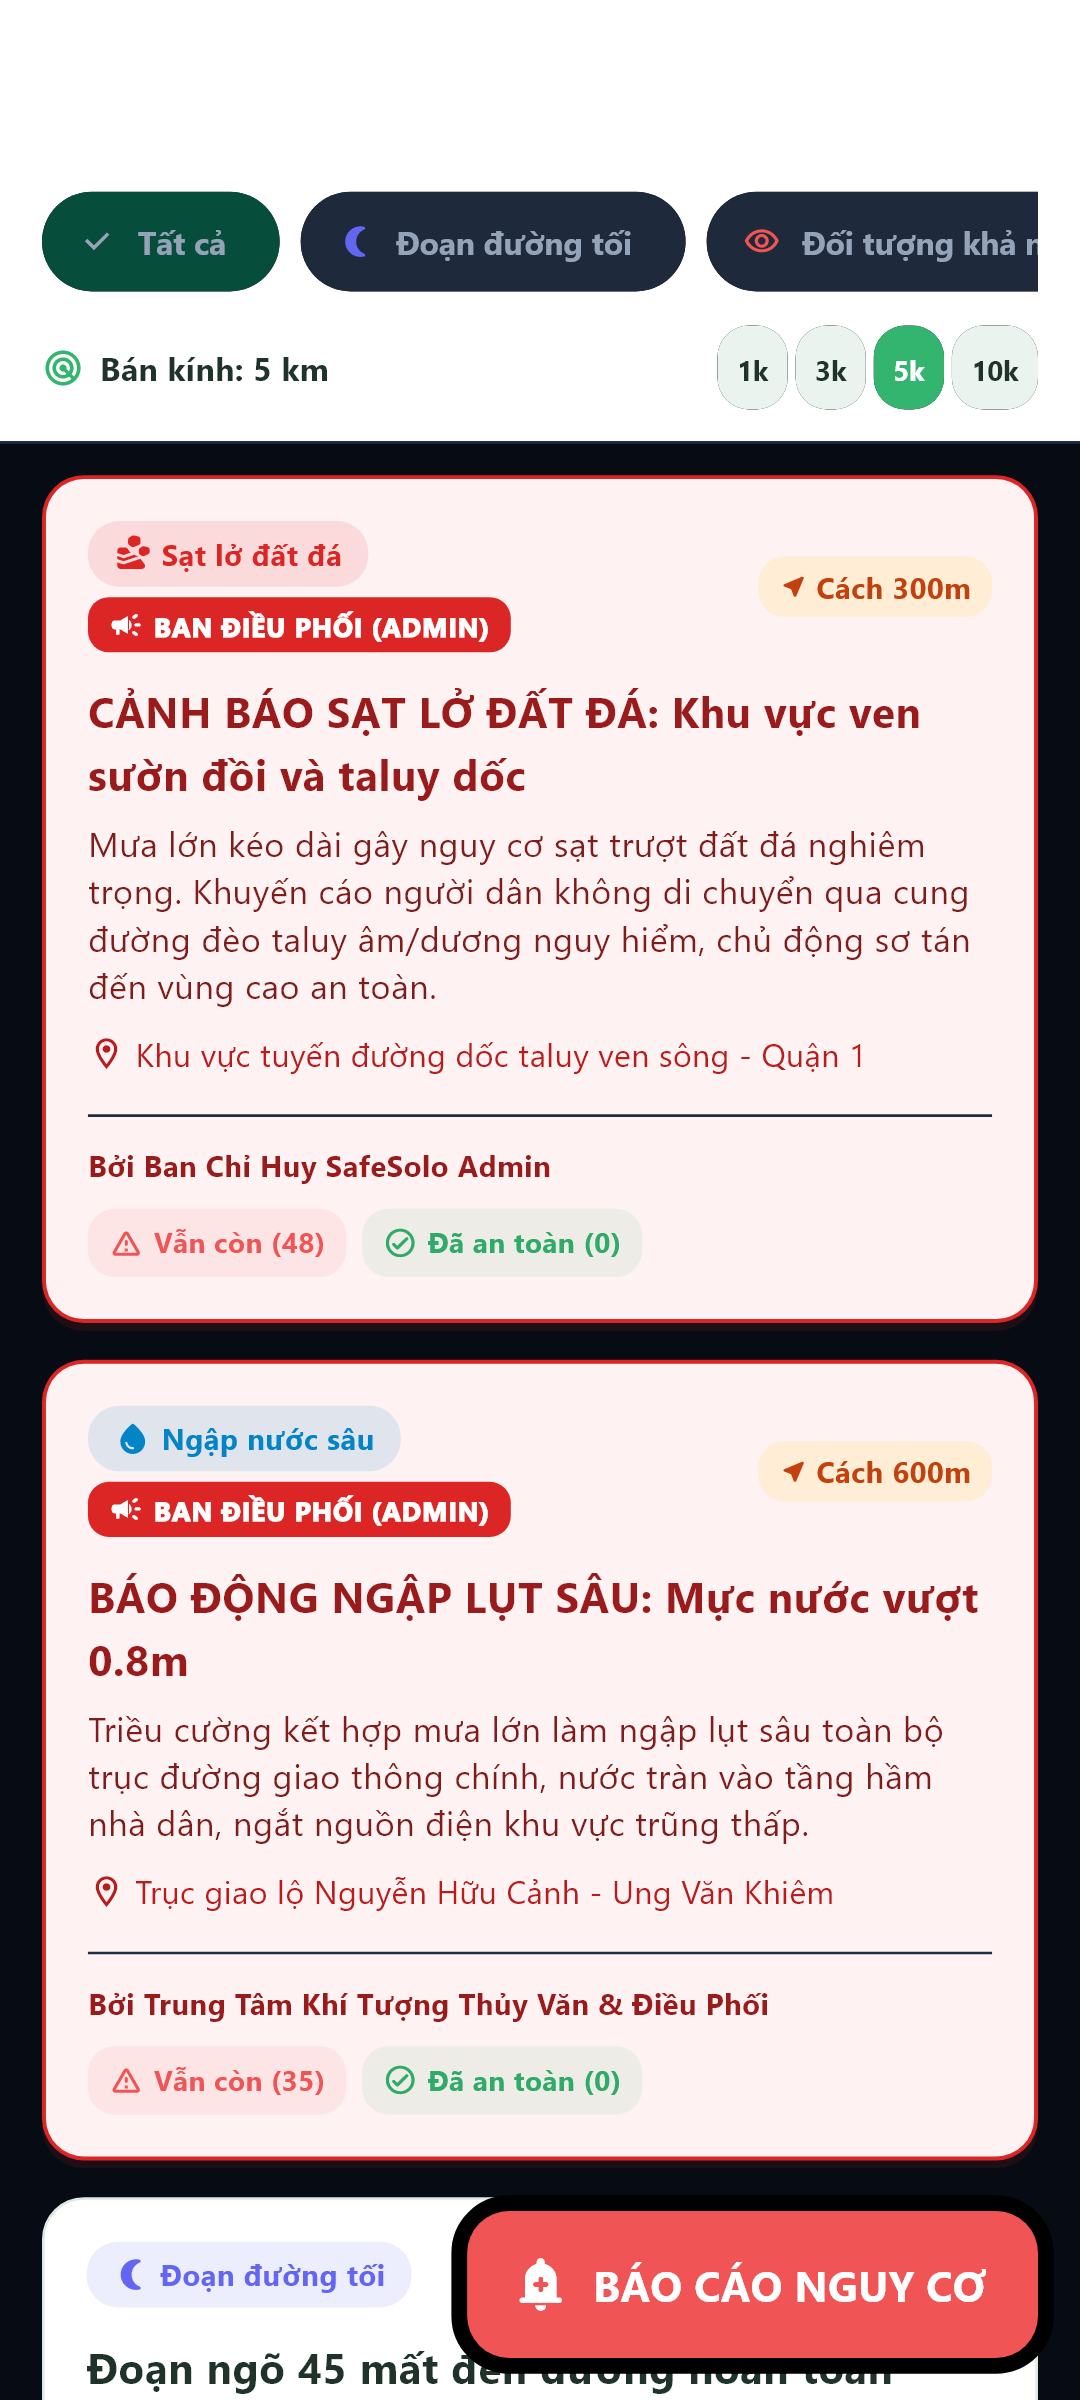 Tất cả
Đoạn đường tối
Đối tượng khả n
Bán kính: 5 km
1k
3k
5k
10k
Sạt lở đất đá
BAN ĐIỀU PHỐI (ADMIN)
Cách 300m
CẢNH BÁO SẠT LỞ ĐẤT ĐÁ: Khu vực ven
sườn đồi và taluy dốc
Mưa lớn kéo dài gây nguy cơ sạt trượt đất đá nghiêm
trọng. Khuyến cáo người dân không di chuyển qua cung
đường đèo taluy âm/dương nguy hiểm, chủ động sơ tán
đến vùng cao an toàn.
Khu vực tuyến đường dốc taluy ven sông - Quận 1
Bởi Ban Chỉ Huy SafeSolo Admin
Vẫn còn (48)
Đã an toàn (0)
Ngập nước sâu
BAN ĐIỀU PHỐI (ADMIN)
Cách 600m
BÁO ĐỘNG NGẬP LỤT SÂU: Mực nước vượt
0.8m
Triều cường kết hợp mưa lớn làm ngập lụt sâu toàn bộ
trục đường giao thông chính, nước tràn vào tầng hầm
nhà dân, ngắt nguồn điện khu vực trũng thấp.
Trục giao lộ Nguyễn Hữu Cảnh - Ung Văn Khiêm
Bởi Trung Tâm Khí Tượng Thủy Văn & Điều Phối
Vẫn còn (35)
Đã an toàn (0)
Đoạn đường tối
BÁO CÁO NGUY CƠ
Đoạn ngõ 45 mất đèn đường hoàn toàn